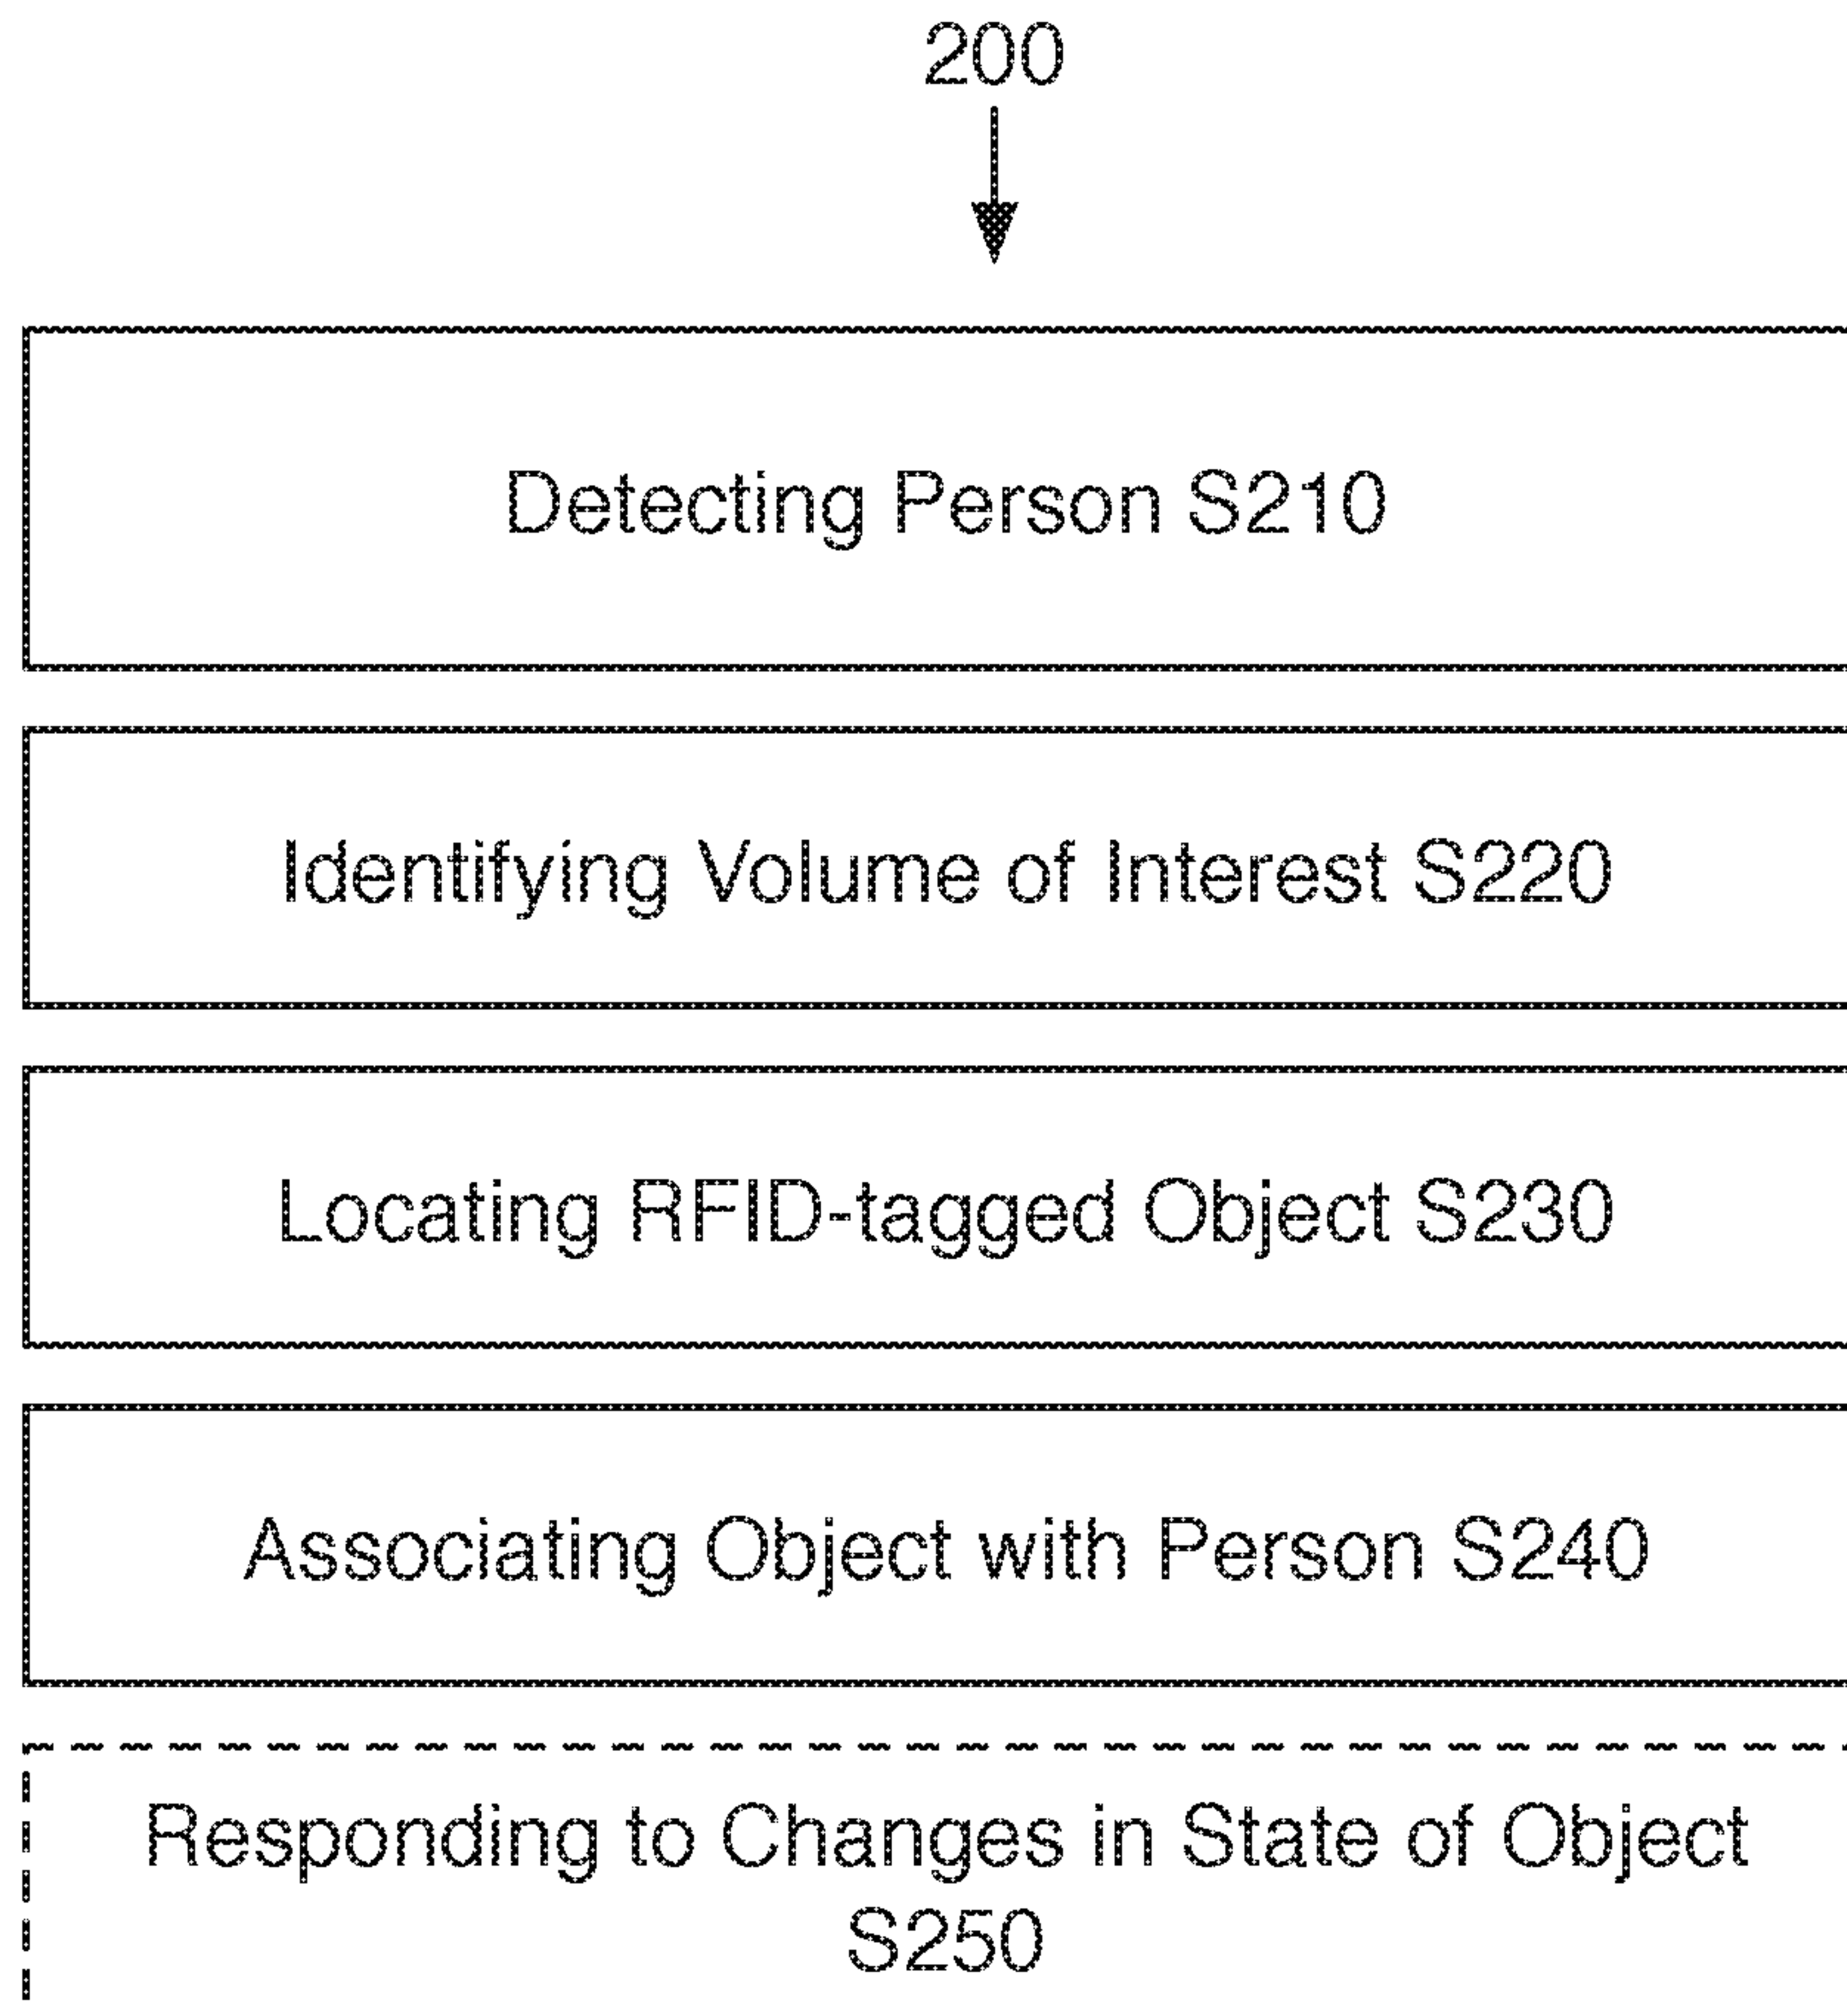 200
Detecting Person S210
Identifying Volume of Interest S220
Locating RFID-tagged Object S230
Associating Object with Person S240
Responding to Changes in State of Object
S250